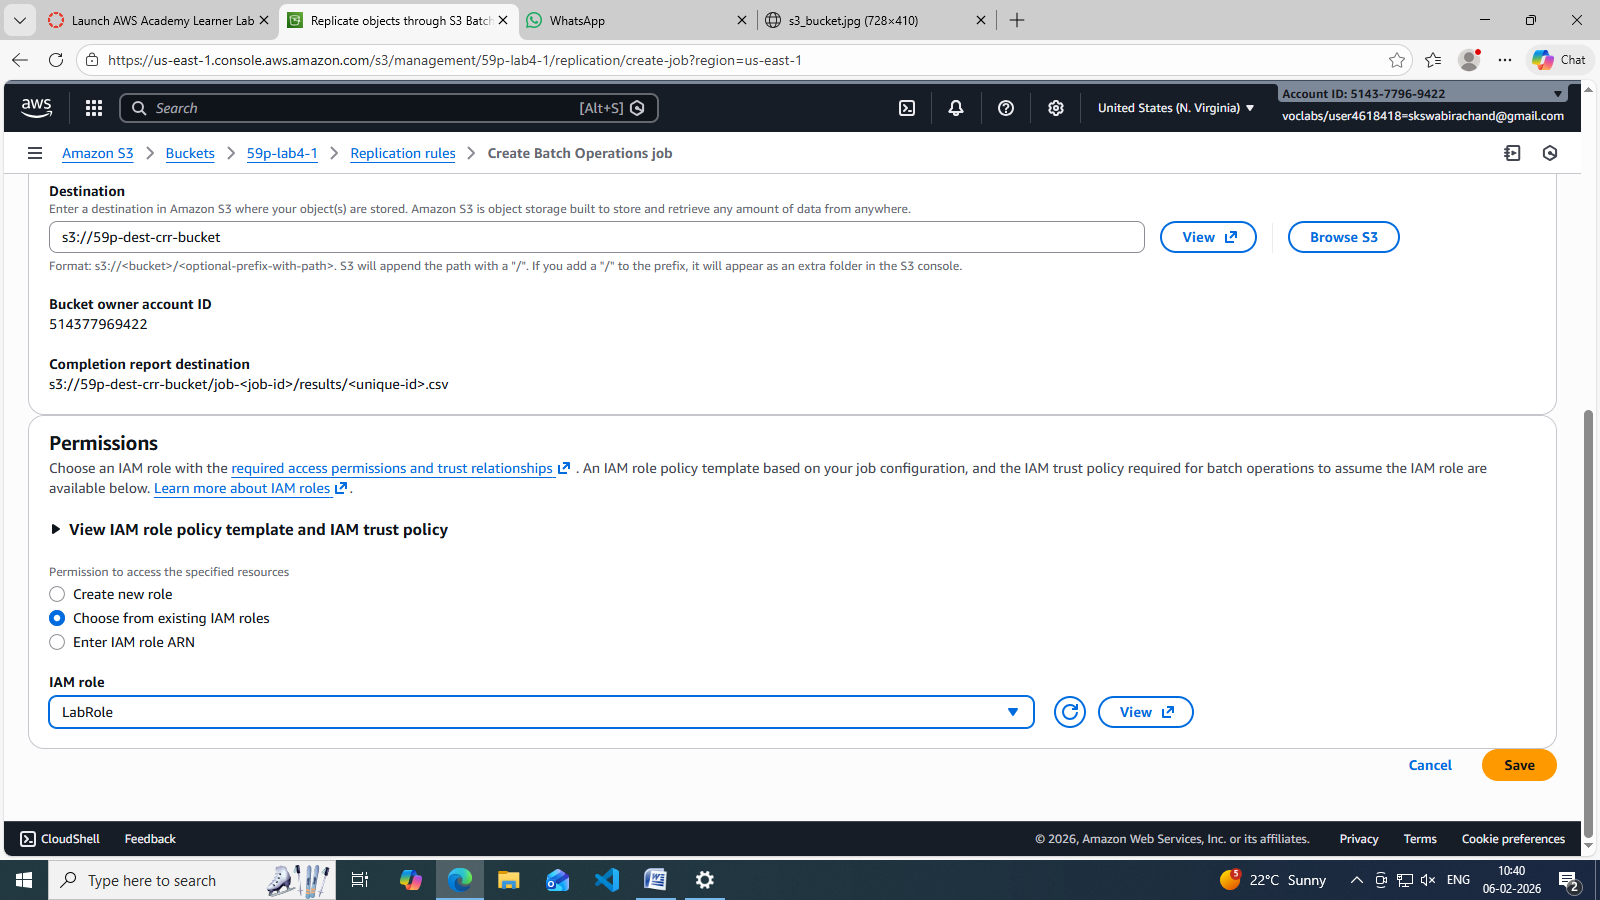 Launch AWS Academy Learner Lab
Replicate objects through S3 Batch
WhatsApp
s3_bucket.jpg (728×410)
https://us-east-1.console.aws.amazon.com/s3/management/59p-lab4-1/replication/create-job?region=us-east-1
Chat
aws
Search
[Alt+S]
United States (N. Virginia)
Account ID: 5143-7796-9422
voclabs/user4618418=skswabirachand@gmail.com
Amazon S3
Buckets
59p-lab4-1
Replication rules
Create Batch Operations job
Destination
Enter a destination in Amazon S3 where your object(s) are stored. Amazon S3 is object storage built to store and retrieve any amount of data from anywhere.
s3://59p-dest-crr-bucket
View
Browse S3
Format: s3://<bucket>/<optional-prefix-with-path>. S3 will append the path with a "/". If you add a "/" to the prefix, it will appear as an extra folder in the S3 console.
Bucket owner account ID
514377969422
Completion report destination
s3://59p-dest-crr-bucket/job-<job-id>/results/<unique-id>.csv
Permissions
Choose an IAM role with the required access permissions and trust relationships . An IAM role policy template based on your job configuration, and the IAM trust policy required for batch operations to assume the IAM role are
available below. Learn more about IAM roles .
View IAM role policy template and IAM trust policy
Permission to access the specified resources
Create new role
Choose from existing IAM roles
Enter IAM role ARN
IAM role
LabRole
View
Cancel
Save
CloudShell
Feedback
© 2026, Amazon Web Services, Inc. or its affiliates.
Privacy
Terms
Cookie preferences
Type here to search
5
22°C Sunny
ENG
10:40
06-02-2026
2